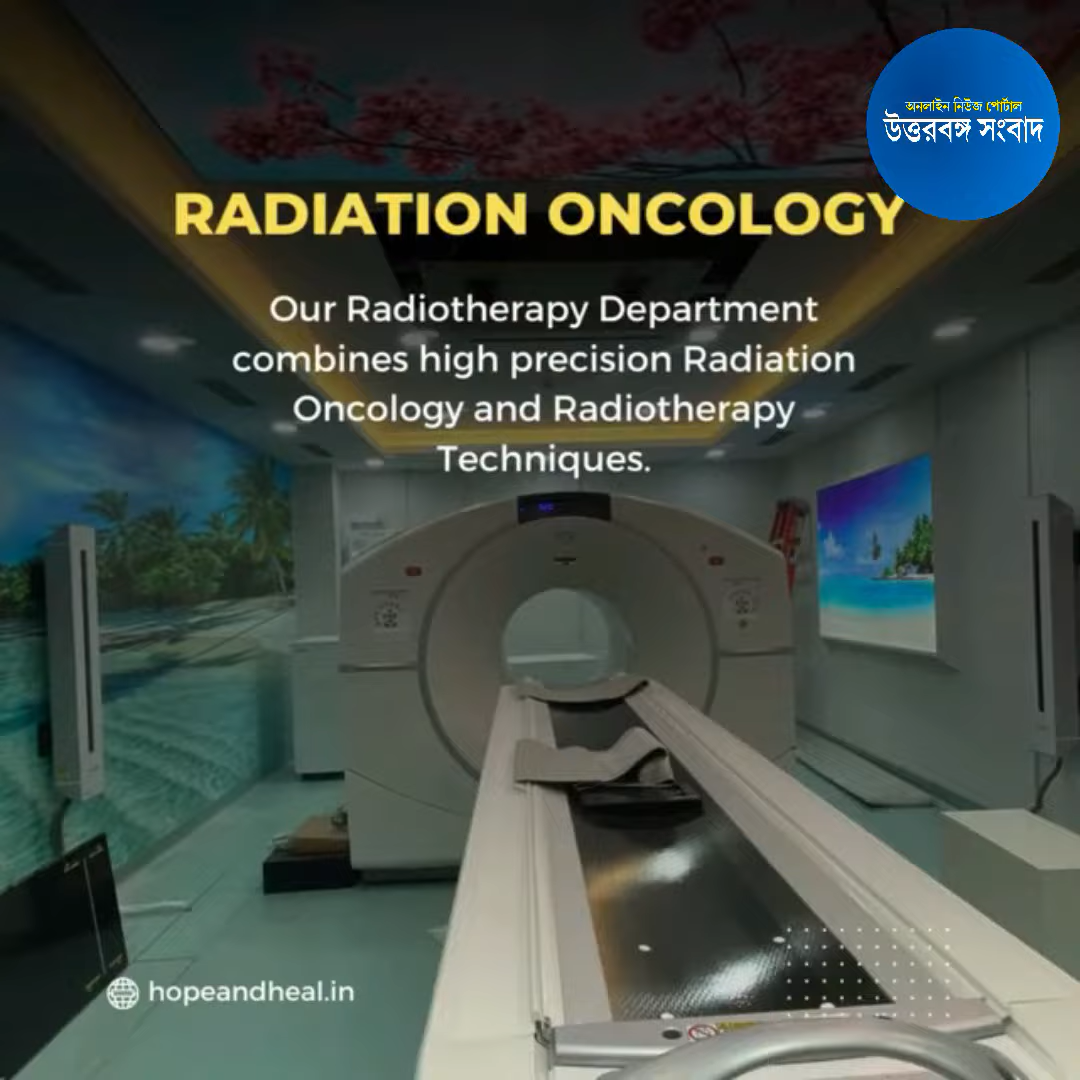 অনলাইন নিউজ পোর্টাল
উত্তরবঙ্গ সংবাদ
RADIATION ONCOLOGY
Our Radiotherapy Department
combines high precision Radiation
Oncology and Radiotherapy
Techniques.
hopeandheal.in